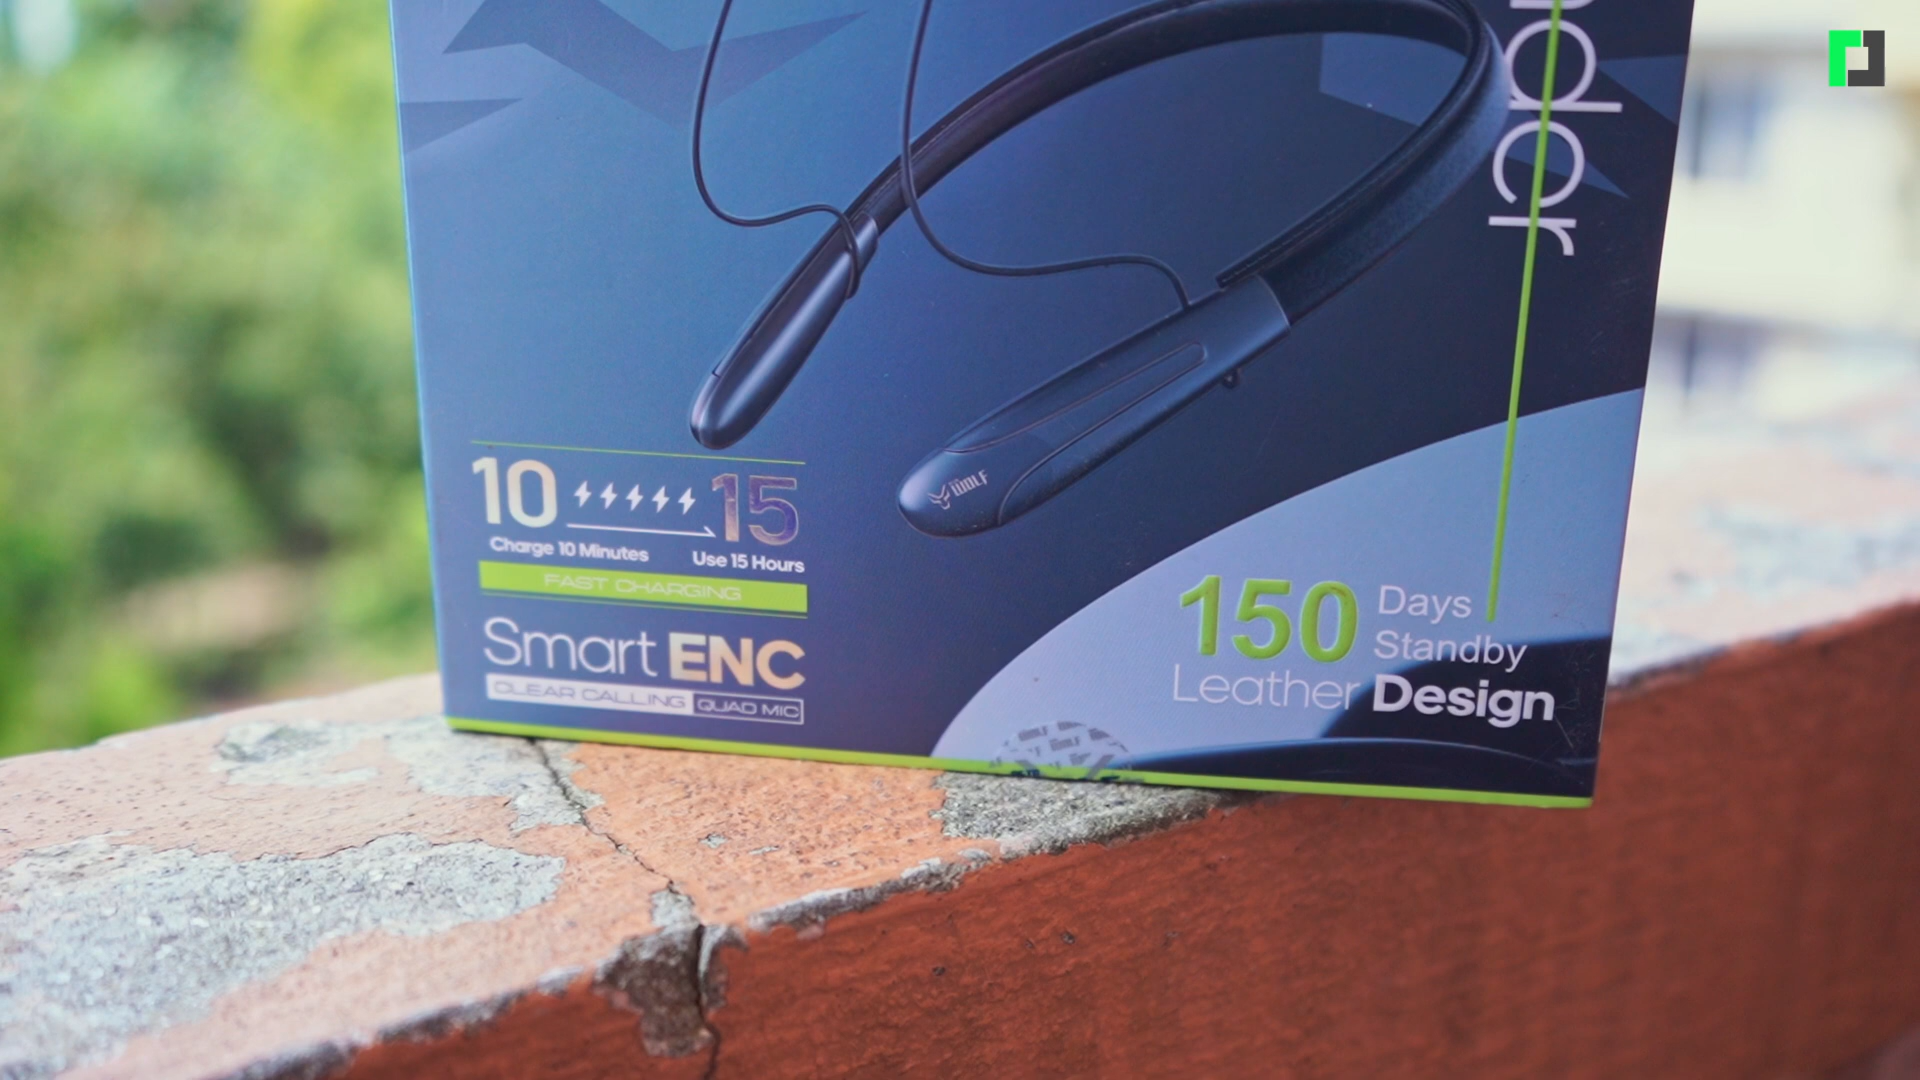 10
15
Charge 10 Minutes
Use 15 Hours
FAST CHARGING
Smart ENC
CLEAR CALLING QUAD MIC
WOLF
150 Days
Standby
Leather Design